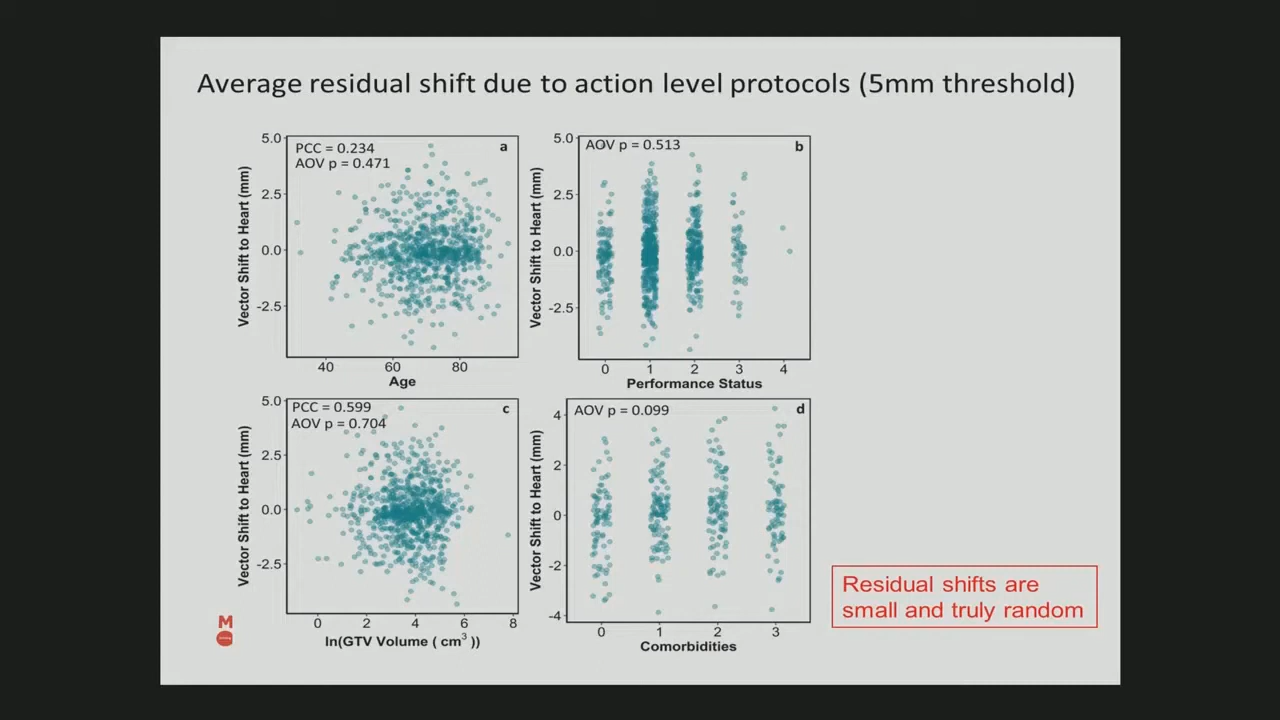 Average residual shift due to action level protocols (5mm threshold)
PCC = 0.234
AOV p = 0.471
a
5.0
2.5
0.0
-2.5
Vector Shift to Heart (mm)
40 60 80
Age
AOV p = 0.513
b
5.0
2.5
0.0
-2.5
Vector Shift to Heart (mm)
0 1 2 3 4
Performance Status
PCC = 0.599
AOV p = 0.704
c
5.0
2.5
0.0
-2.5
Vector Shift to Heart (mm)
0 2 4 6 8
ln(GTV Volume ( cm3 ))
AOV p = 0.099
d
4
2
0
-2
-4
Vector Shift to Heart (mm)
0 1 2 3
Comorbidities
Residual shifts are
small and truly random
M